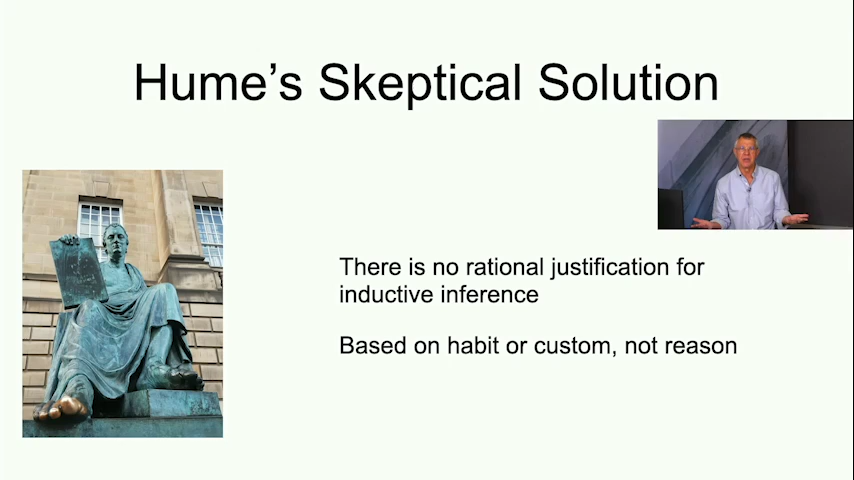 Hume's Skeptical Solution
There is no rational justification for
inductive inference
Based on habit or custom, not reason